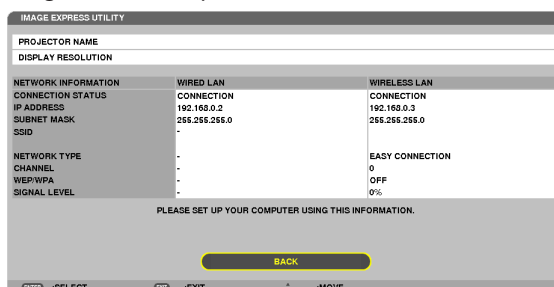 IMAGE EXPRESS UTILITY
PROJECTOR NAME
DISPLAY RESOLUTION
NETWORK INFORMATION WIRED LAN WIRELESS LAN
CONNECTION STATUS CONNECTION CONNECTION
IP ADDRESS 192.168.0.2 192.168.0.3
SUBNET MASK 255.255.255.0 255.255.255.0
SSID -
NETWORK TYPE - EASY CONNECTION
CHANNEL - 0
WEP/WPA - OFF
SIGNAL LEVEL - 0%
PLEASE SET UP YOUR COMPUTER USING THIS INFORMATION.
BACK
ENTER :SELECT EXIT :EXIT :MOVE